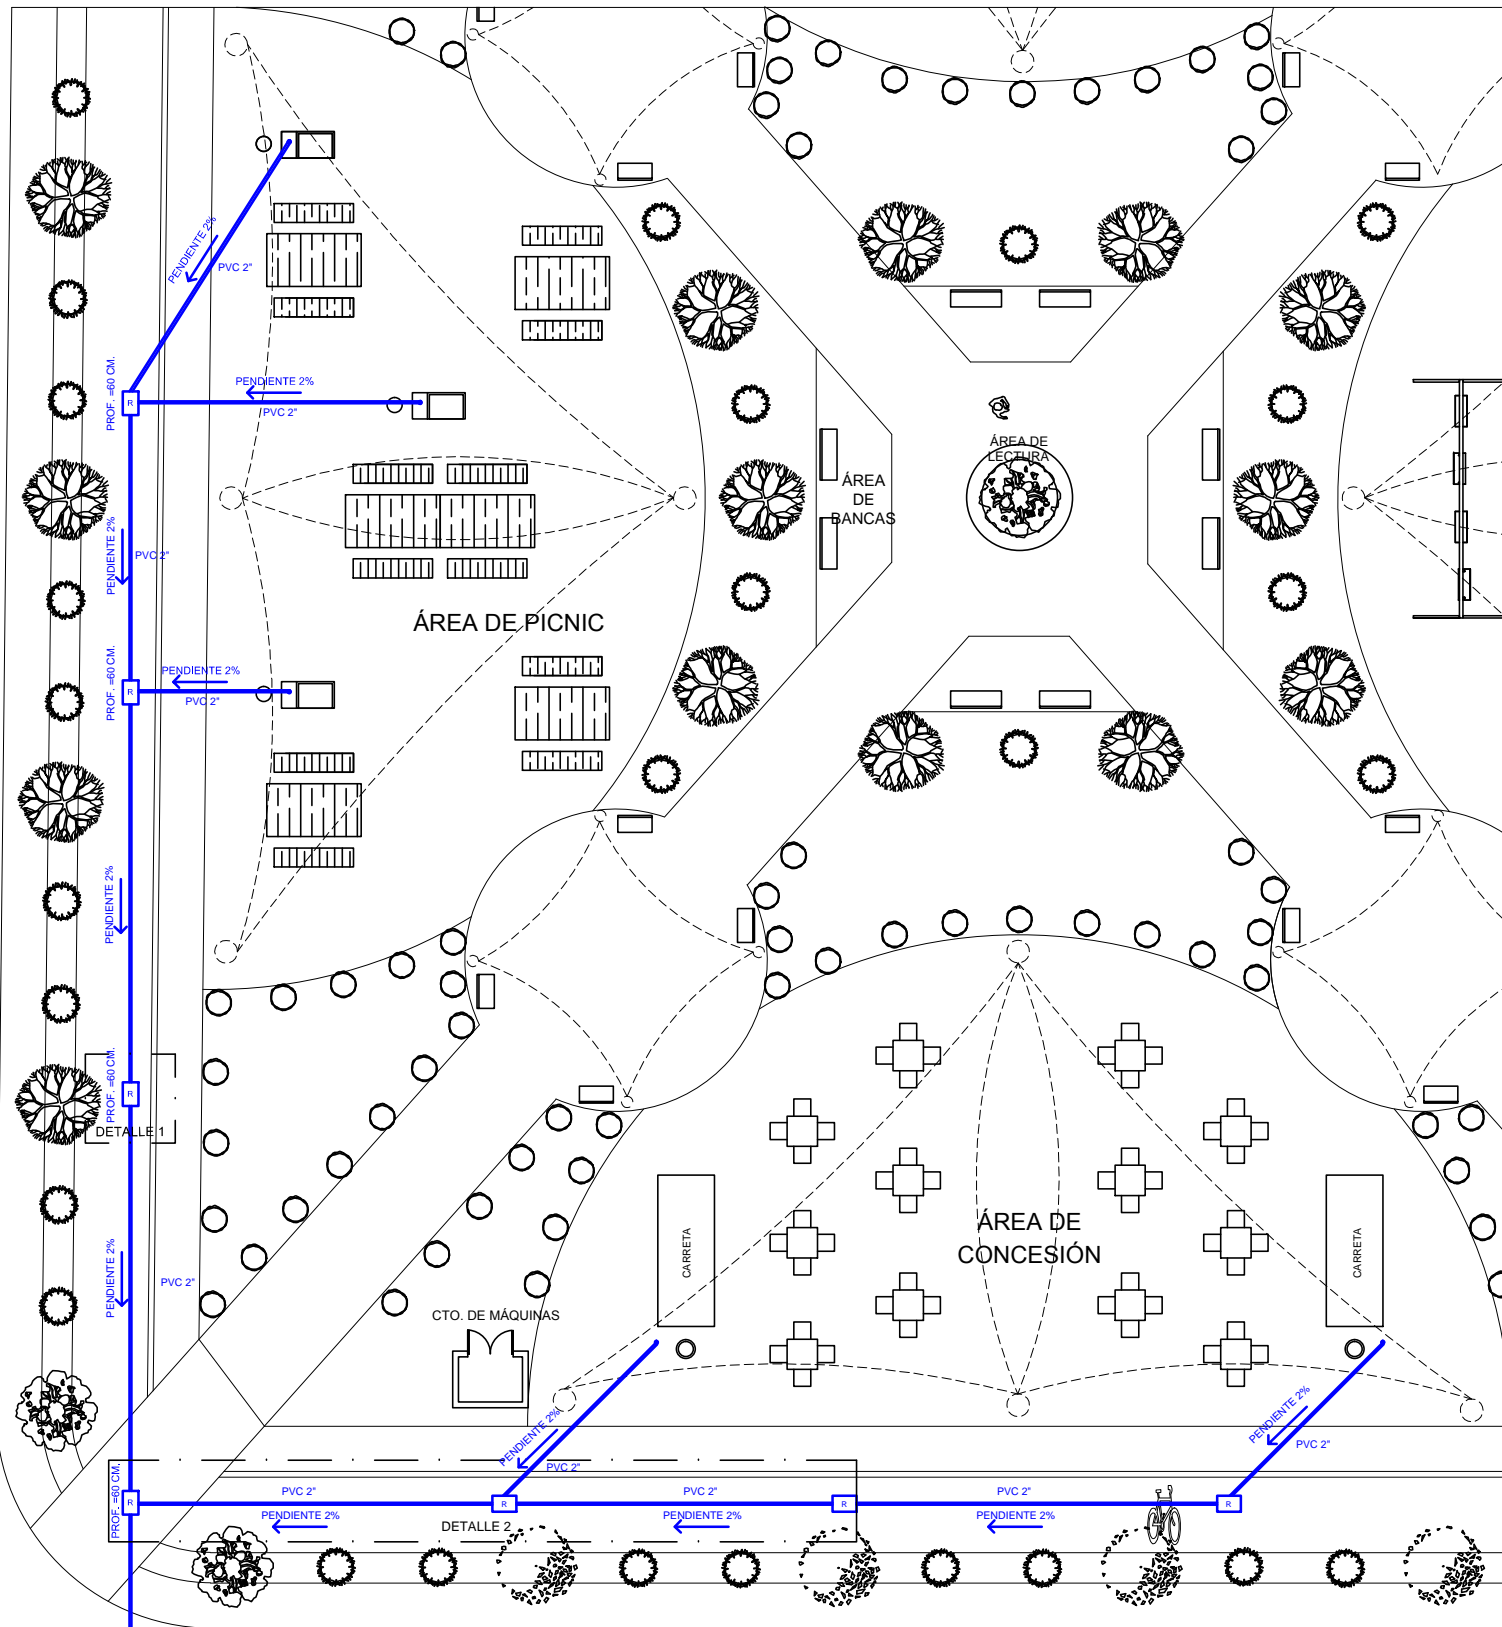 PENDIENTE 2%
PVC 2"
PROF. =60 CM.
R
PENDIENTE 2%
PVC 2"
ÁREA DE
LECTURA
ÁREA
DE
BANCAS
PENDIENTE 2%
PVC 2"
ÁREA DE PICNIC
PROF. =60 CM.
R
PENDIENTE 2%
PVC 2"
PENDIENTE 2%
PROF. =60 CM.
R
DETALLE 1
PENDIENTE 2%
PVC 2"
ÁREA DE
CONCESIÓN
CARRETA
CARRETA
CTO. DE MÁQUINAS
PENDIENTE 2%
PVC 2"
PENDIENTE 2%
PVC 2"
PROF. =60 CM.
R
PVC 2"
PENDIENTE 2%
R
DETALLE 2
PVC 2"
PENDIENTE 2%
R
PVC 2"
PENDIENTE 2%
R